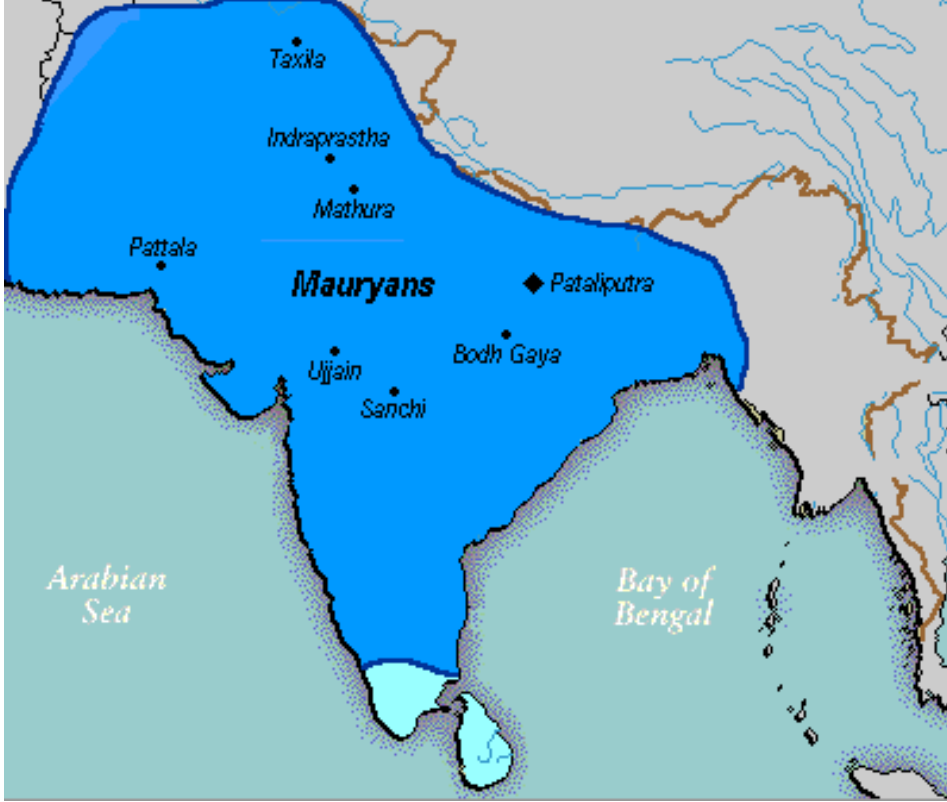 Taxila
Indraprastha
Mathura
Pattala
Mauryans
Pataliputra
Bodh Gaya
Ujjain
Sanchi
Arabian
Sea
Bay of
Bengal